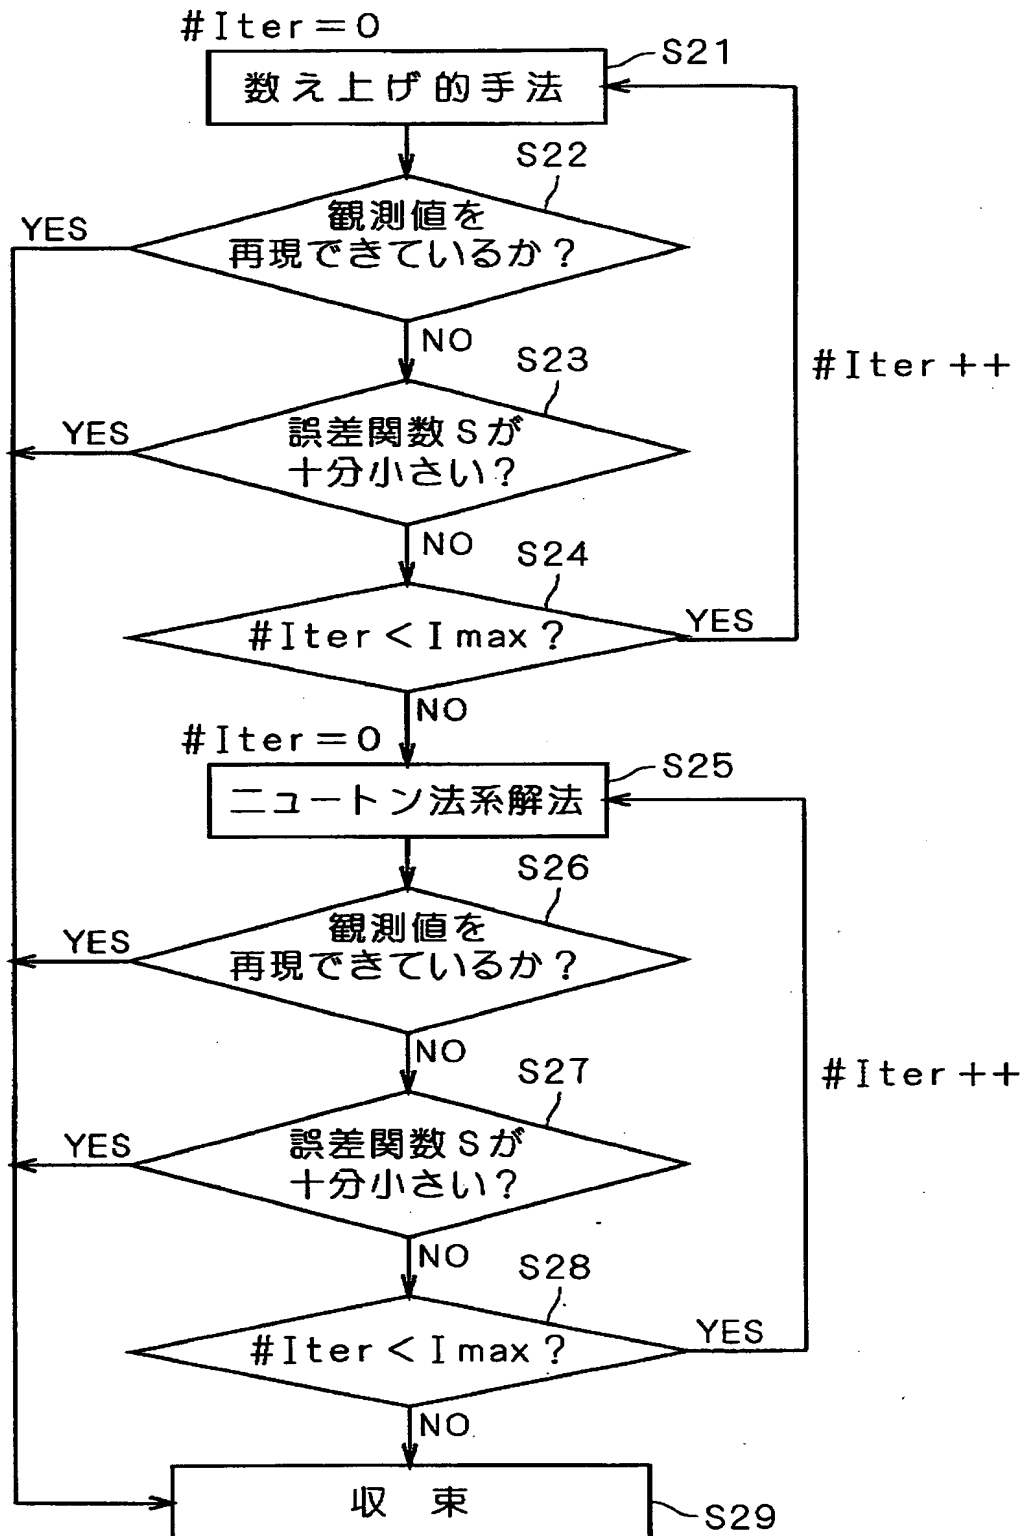 #Iter=0
S21
数え上げ的手法
S22
観測値を
再現できているか?
YES
NO
S23
誤差関数Sが
十分小さい?
YES
NO
#Iter++
S24
#Iter<Imax?
YES
NO
#Iter=0
S25
ニュートン法系解法
S26
観測値を
再現できているか?
YES
NO
S27
誤差関数Sが
十分小さい?
YES
NO
#Iter++
S28
#Iter<Imax?
YES
NO
収 束
S29